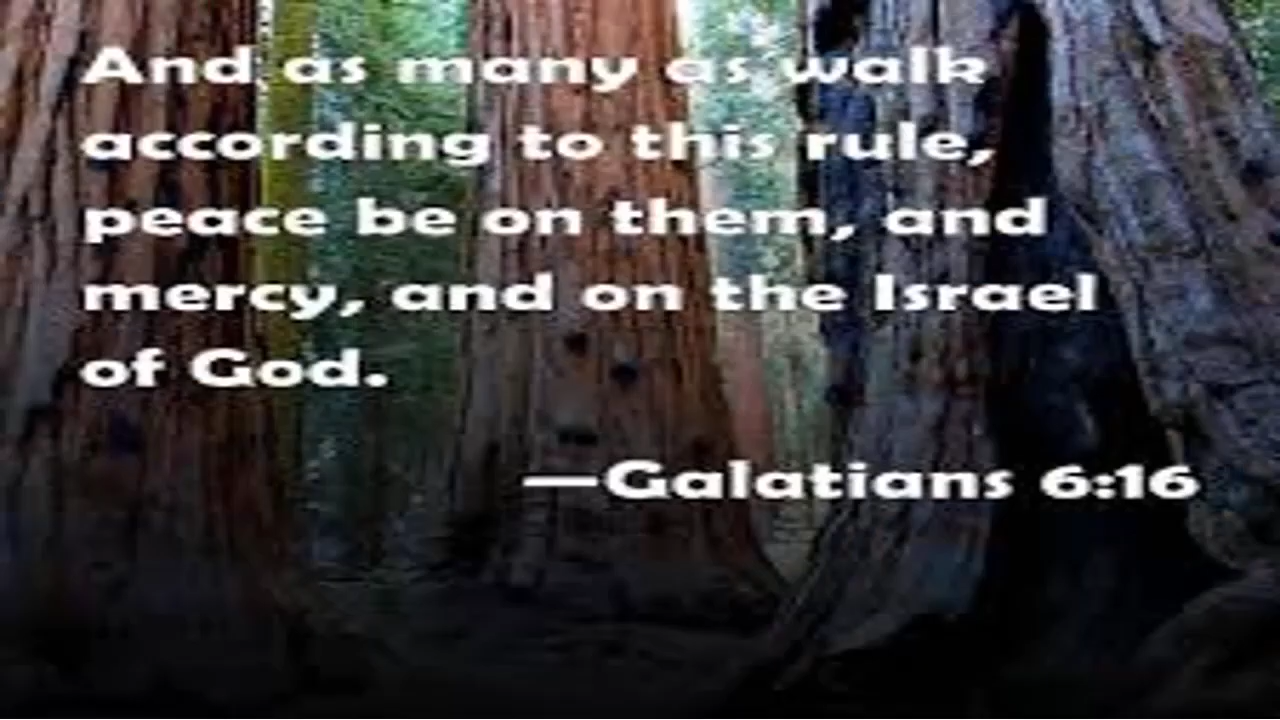 And as many as walk
according to this rule,
peace be on them, and
mercy, and on the Israel
of God.
—Galatians 6:16